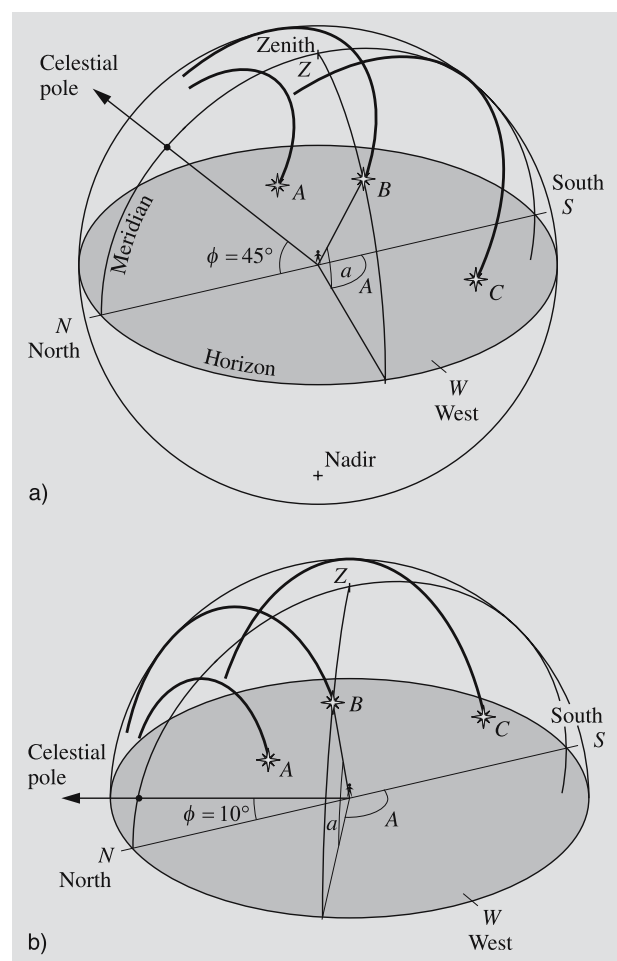 Celestial
pole
Zenith
Z
A
B
South
S
Meridian
ϕ = 45°
a
A
C
N
North
Horizon
W
West
Nadir
a)
Z
B
C
South
S
A
Celestial
pole
ϕ = 10°
a
A
N
North
W
West
b)